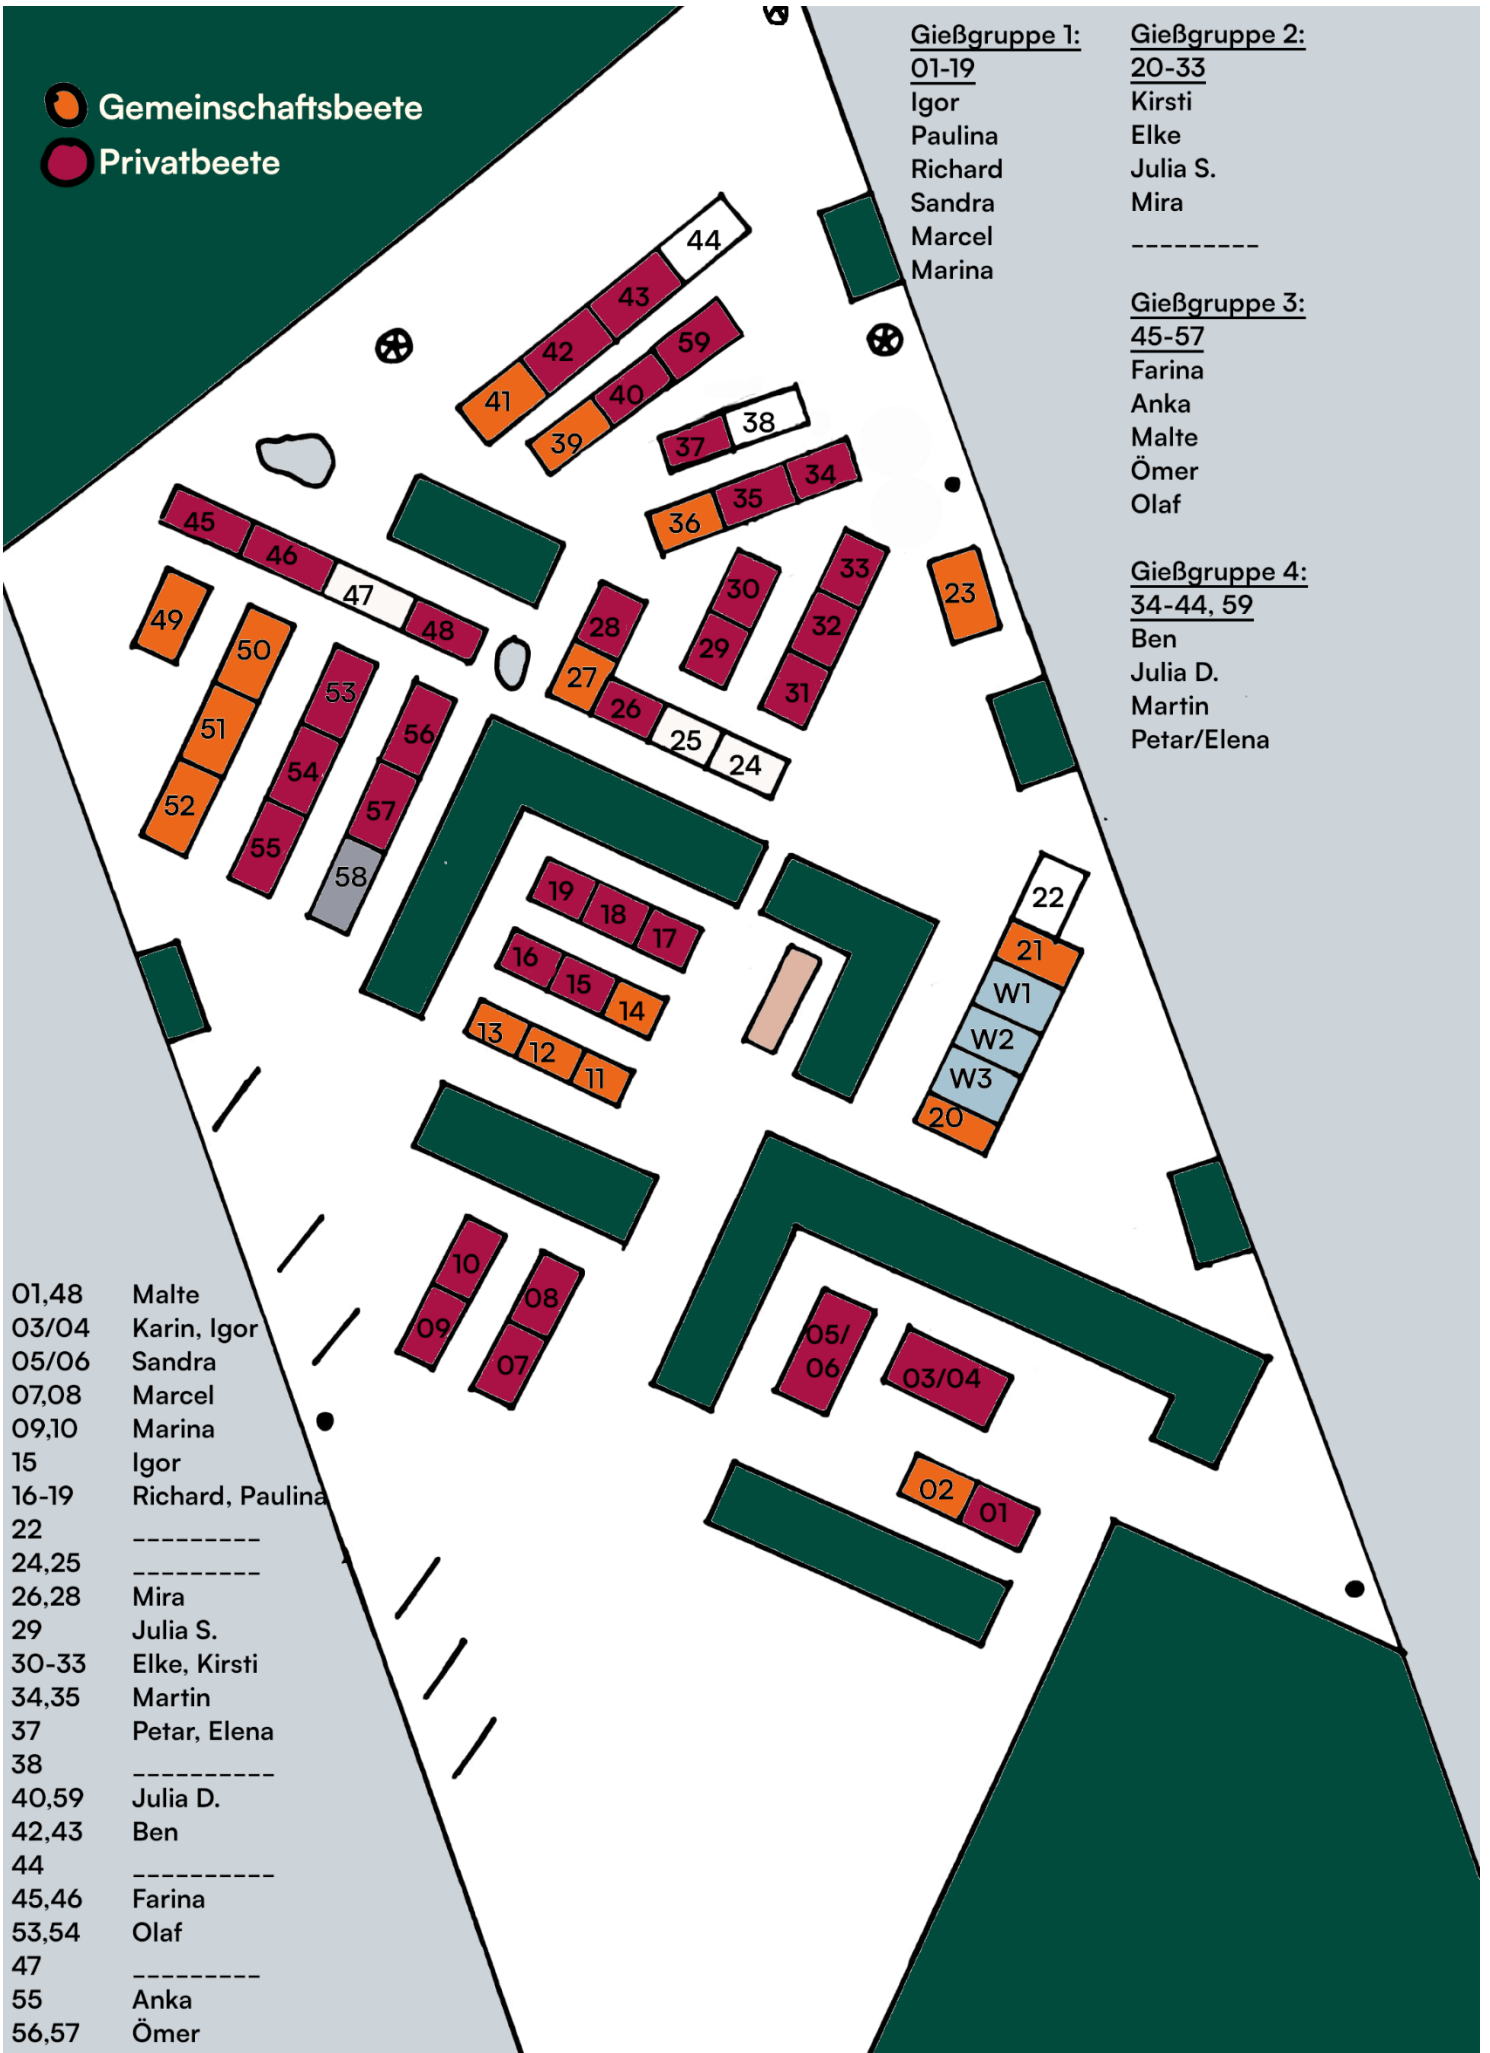 Gemeinschaftsbeete
Privatbeete
Gießgruppe 1:
01-19
Igor
Paulina
Richard
Sandra
Marcel
Marina
Gießgruppe 2:
20-33
Kirsti
Elke
Julia S.
Mira
_________
Gießgruppe 3:
45-57
Farina
Anka
Malte
Ömer
Olaf
Gießgruppe 4:
34-44, 59
Ben
Julia D.
Martin
Petar/Elena
44
43
42
41
59
40
39
38
37
34
35
36
45
46
47
48
49
50
51
52
53
54
55
56
57
58
28
27
26
25
24
30
29
33
32
31
23
22
21
W1
W2
W3
20
19
18
17
16
15
14
13
12
11
10
09
08
07
05/
06
03/04
02
01
01,48 Malte
03/04 Karin, Igor
05/06 Sandra
07,08 Marcel
09,10 Marina
15 Igor
16-19 Richard, Paulina
22 _________
24,25 _________
26,28 Mira
29 Julia S.
30-33 Elke, Kirsti
34,35 Martin
37 Petar, Elena
38 __________
40,59 Julia D.
42,43 Ben
44 __________
45,46 Farina
53,54 Olaf
47 _________
55 Anka
56,57 Ömer